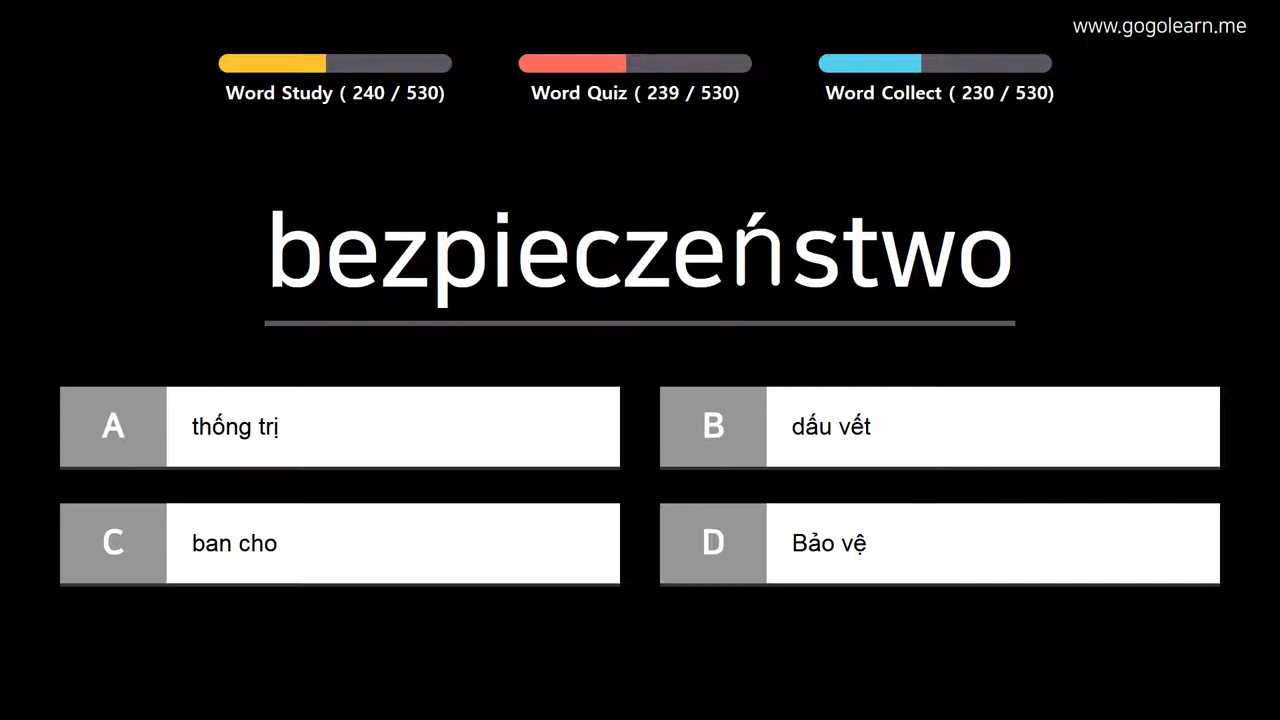 www.gogolearn.me
Word Study ( 240 / 530)
Word Quiz ( 239 / 530)
Word Collect ( 230 / 530)
bezpieczeństwo
A thống trị
B dấu vết
C ban cho
D Bảo vệ